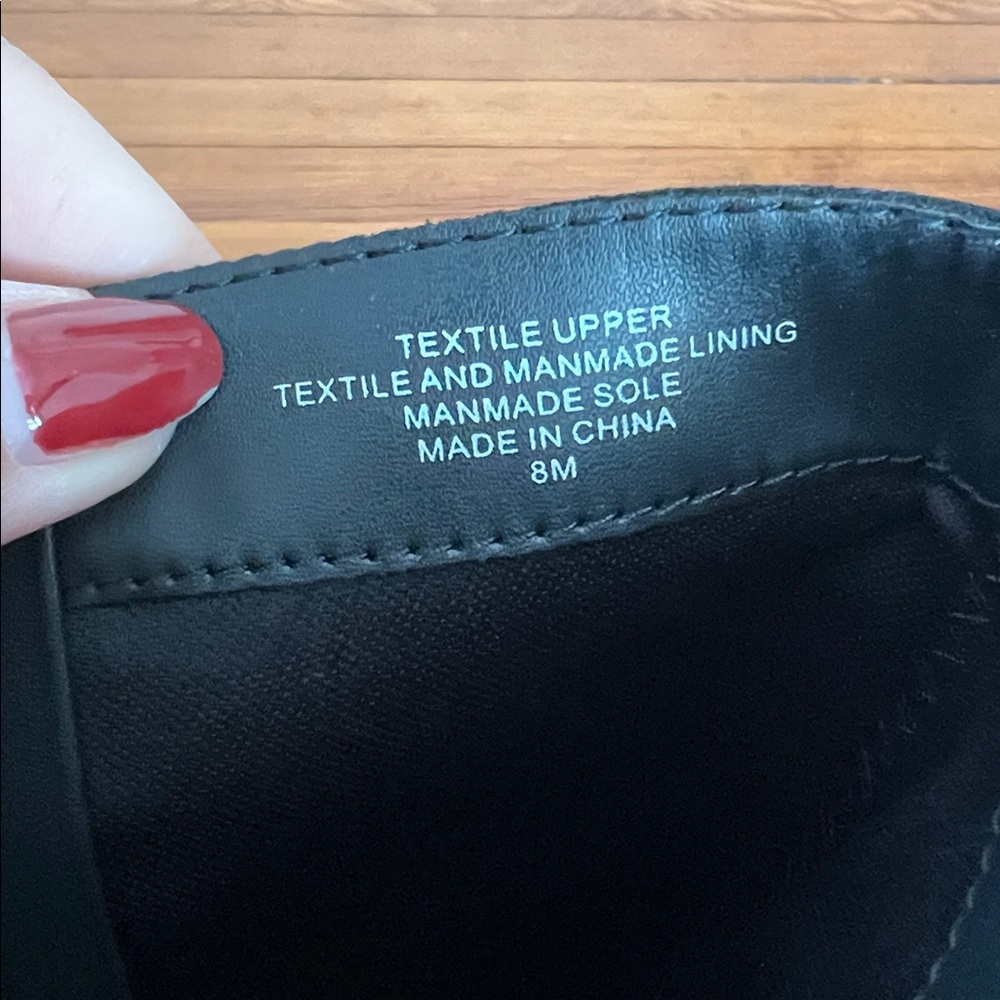 TEXTILE UPPER
TEXTILE AND MANMADE LINING
MANMADE SOLE
MADE IN CHINA
8M